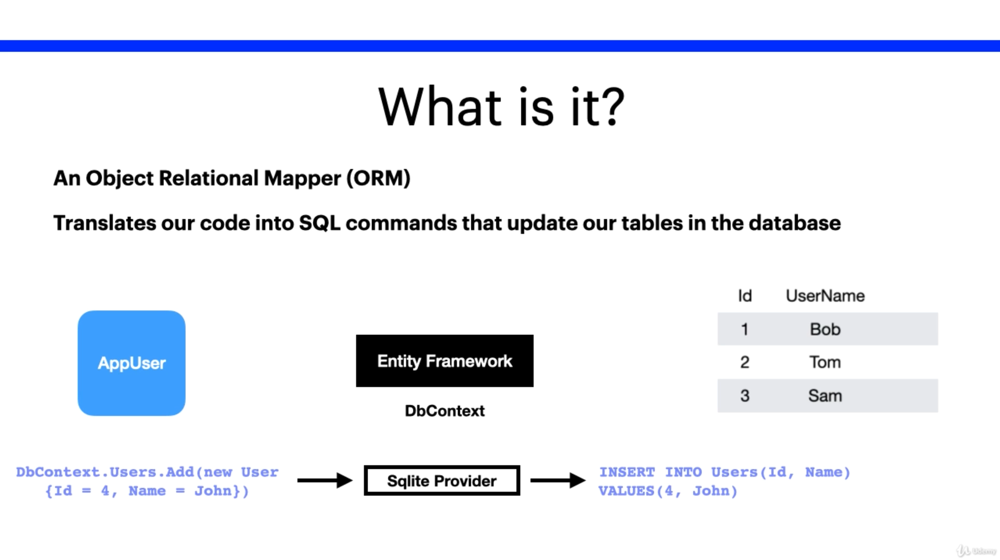 What is it?
An Object Relational Mapper (ORM)
Translates our code into SQL commands that update our tables in the database
AppUser
Entity Framework
DbContext
Id UserName
1 Bob
2 Tom
3 Sam
DbContext.Users.Add(new User
{Id = 4, Name = John})
Sqlite Provider
INSERT INTO Users(Id, Name)
VALUES(4, John)
Udemy